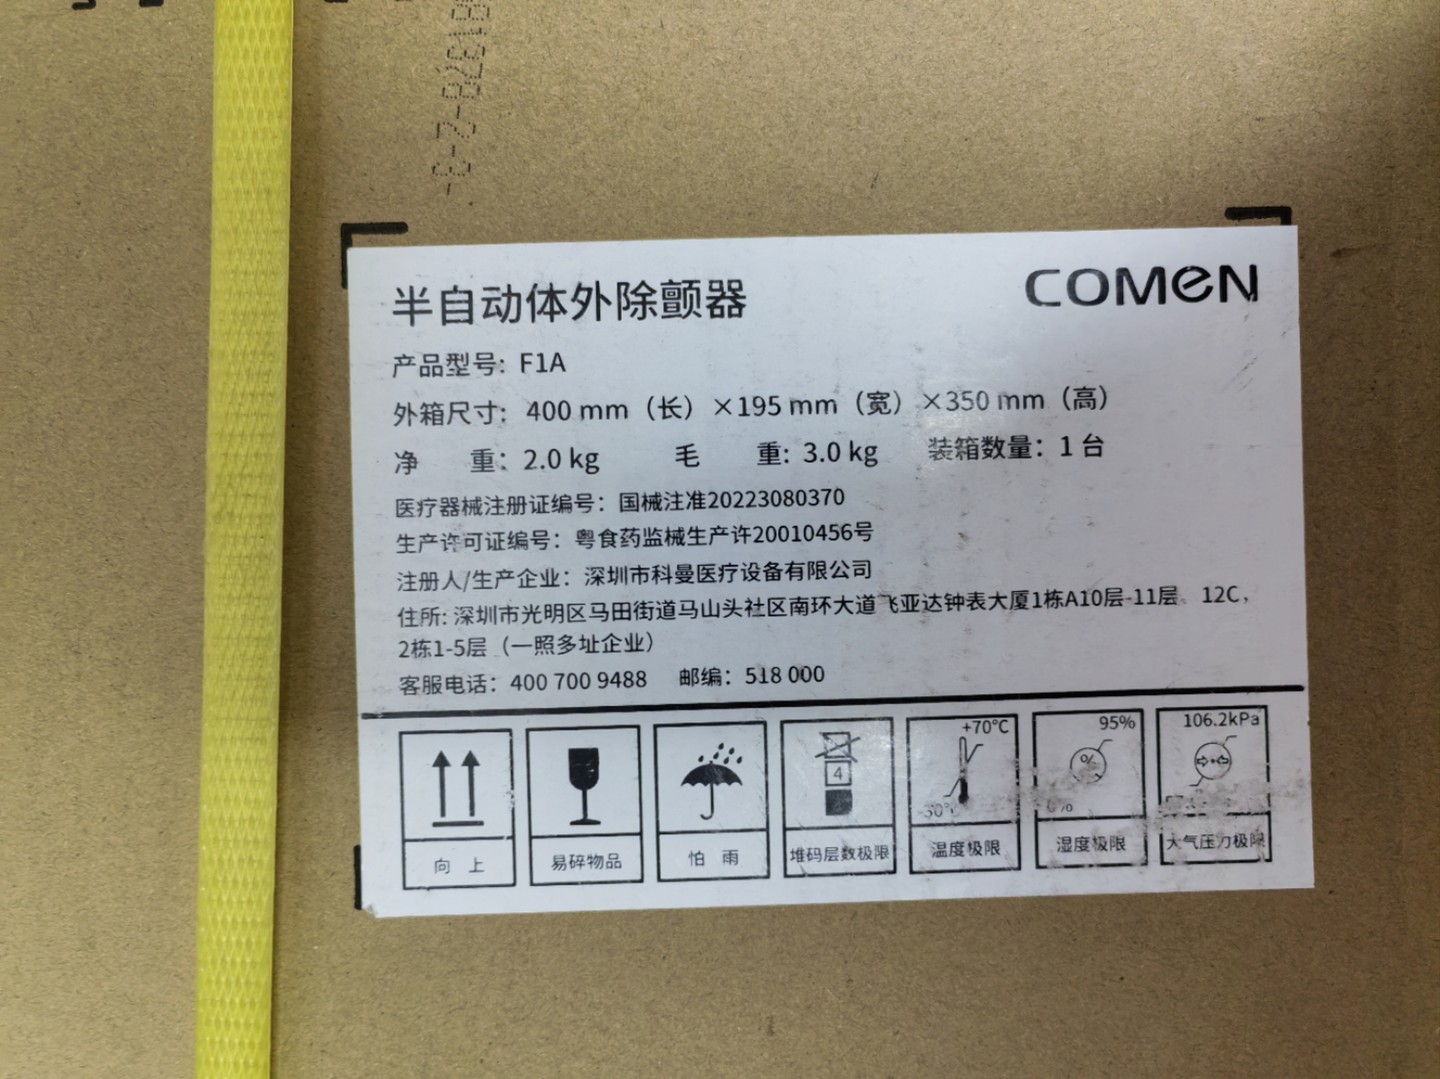 半自动体外除颤器
COMEN
产品型号: F1A
外箱尺寸: 400 mm（长）×195 mm（宽）×350 mm（高）
净 重: 2.0 kg 毛 重: 3.0 kg 装箱数量: 1 台
医疗器械注册证编号: 国械注准20223080370
生产许可证编号: 粤食药监械生产许20010456号
注册人/生产企业: 深圳市科曼医疗设备有限公司
住所: 深圳市光明区马田街道马山头社区南环大道飞亚达钟表大厦1栋A10层-11层、12C，
2栋1-5层（一照多址企业）
客服电话: 400 700 9488 邮编: 518 000
4
+70°C
95%
%
106.2kPa
向 上
易碎物品
怕 雨
堆码层数极限
温度极限
湿度极限
大气压力极限